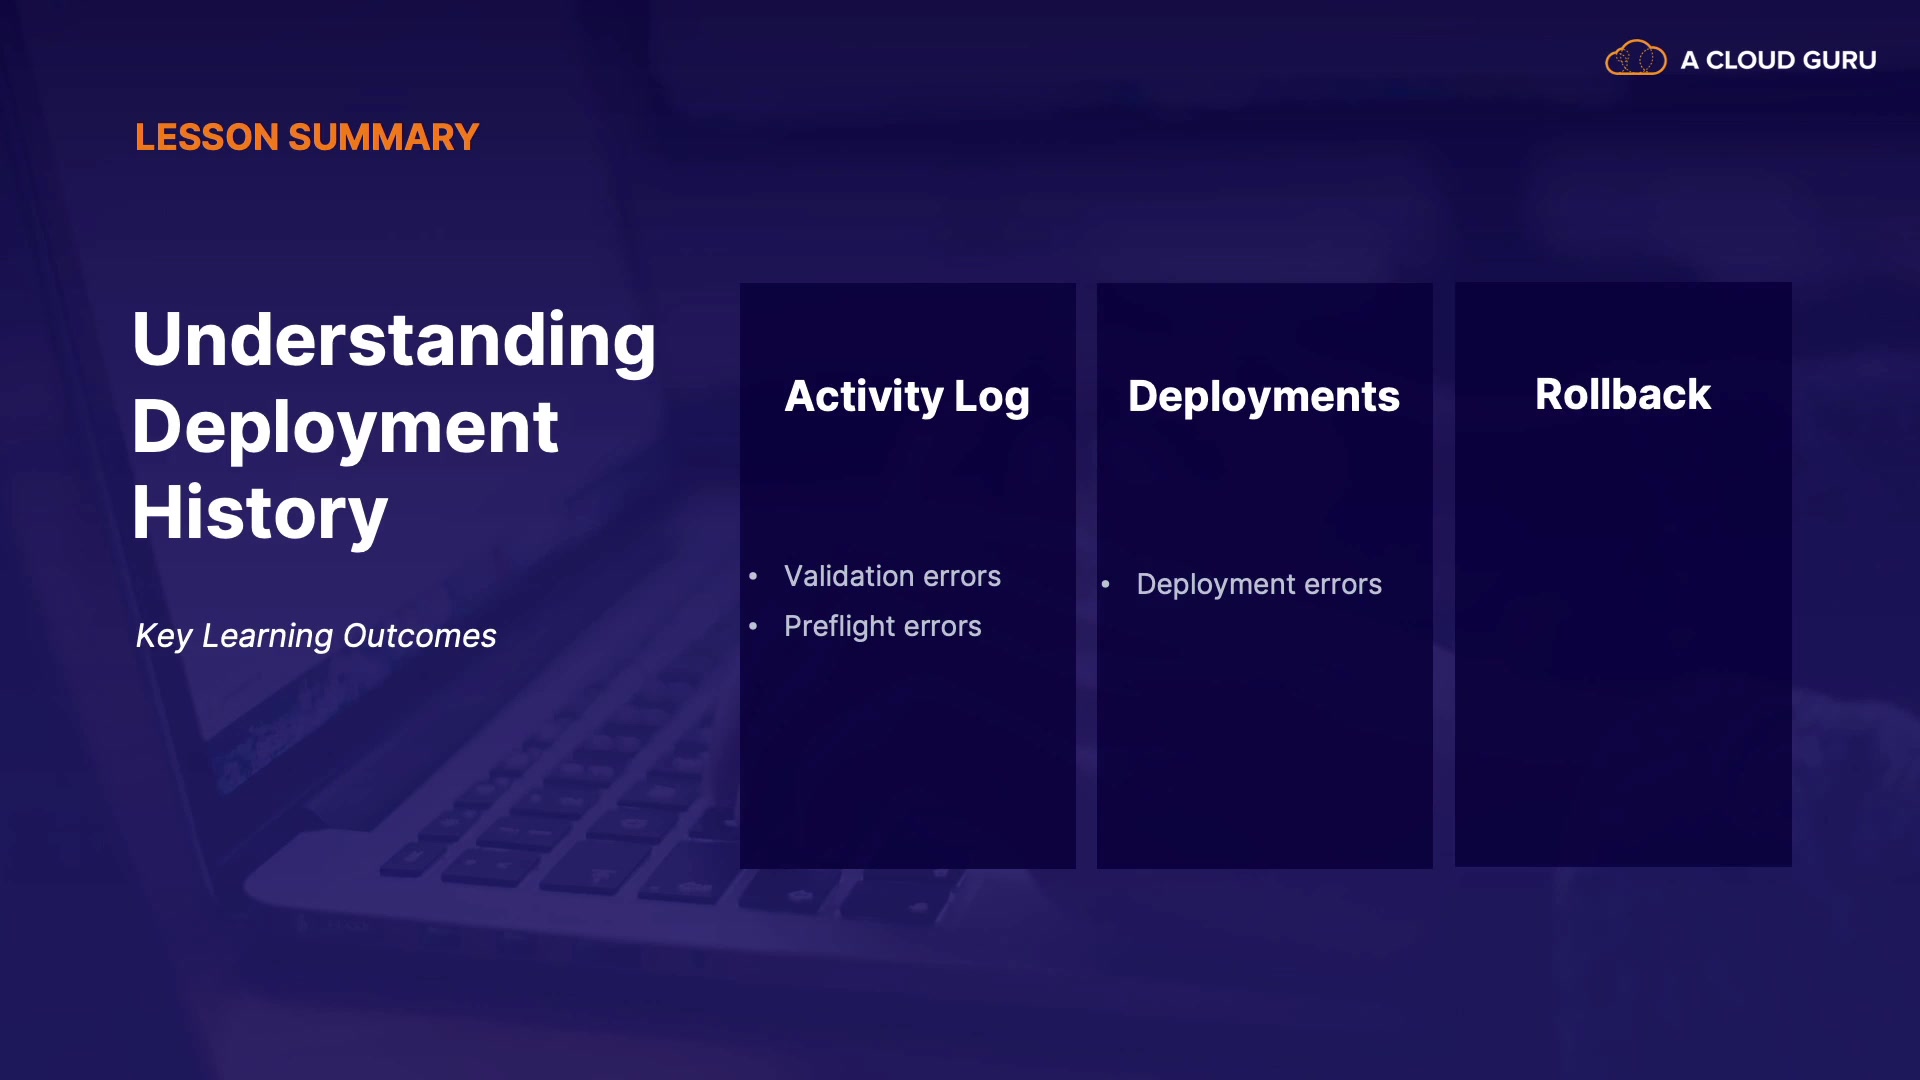 A CLOUD GURU
LESSON SUMMARY
Understanding
Deployment
History
Key Learning Outcomes
Activity Log
• Validation errors
• Preflight errors
Deployments
• Deployment errors
Rollback